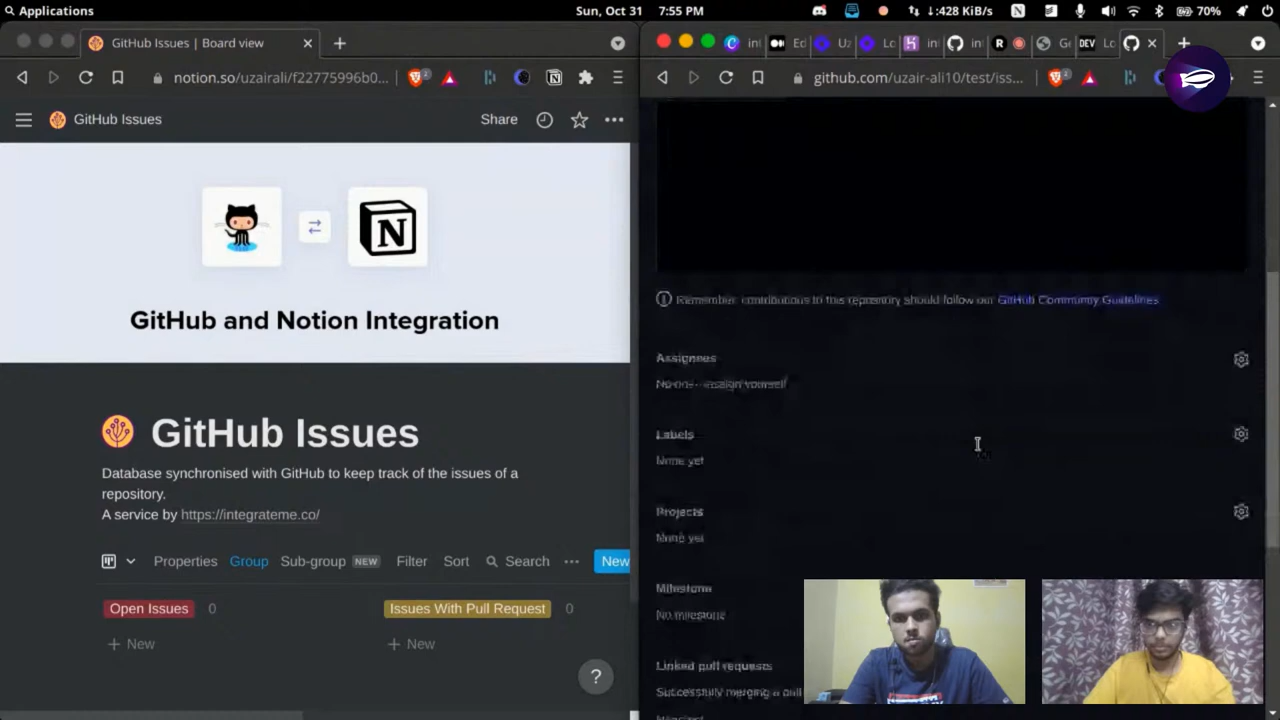 Applications
Sun, Oct 31 7:55 PM
↓:428 KiB/s
70%
GitHub Issues | Board view
notion.so/uzairali/f22775996b0...
GitHub Issues
Share
GitHub and Notion Integration
GitHub Issues
Database synchronised with GitHub to keep track of the issues of a
repository.
A service by https://integrateme.co/
Properties
Group
Sub-group NEW
Filter
Sort
Search
New
Open Issues 0
Issues With Pull Request 0
+ New
+ New
?
DEV
github.com/uzair-ali10/test/iss...
Remember, contributions to this repository should follow our GitHub Community Guidelines
Assignees
No one—assign yourself
Labels
None yet
Projects
None yet
Milestone
No milestone
Linked pull requests
Successfully merging a pull